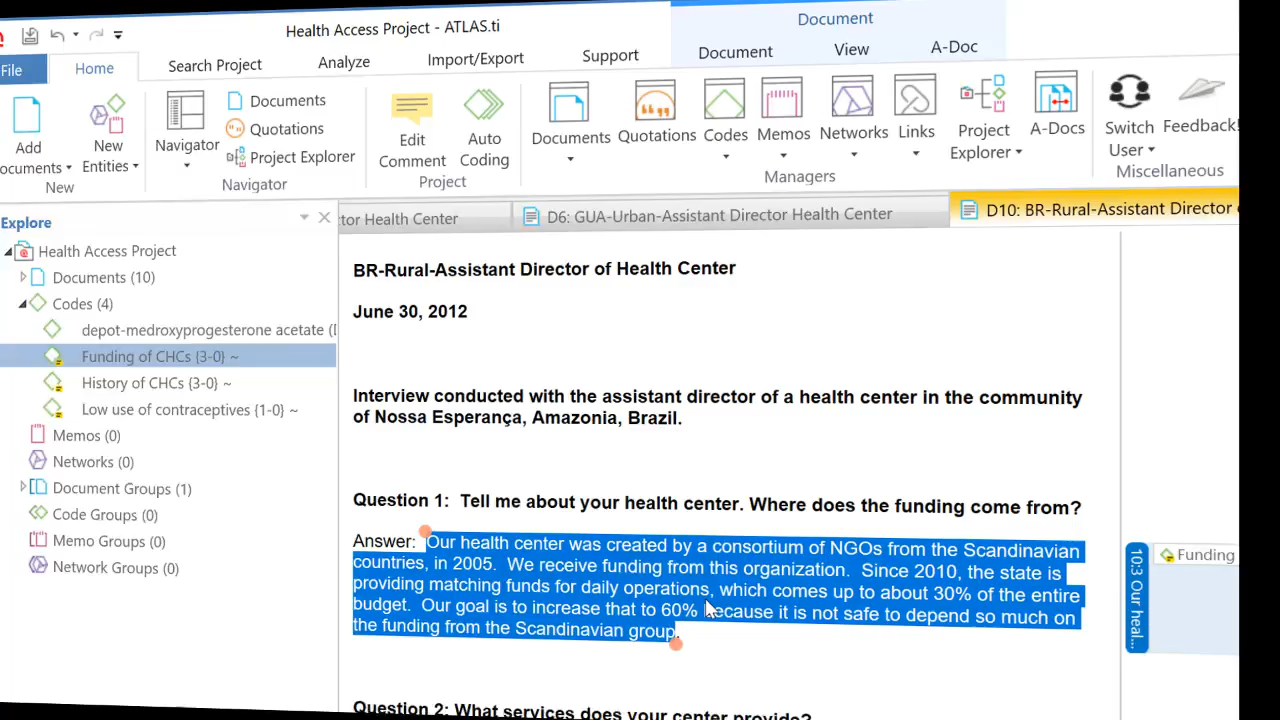 Health Access Project - ATLAS.ti
Document
File
Home
Search Project
Analyze
Import/Export
Support
Document
View
A-Doc
Add
New
Entities
New
Navigator
Documents
Quotations
Project Explorer
Navigator
Edit
Comment
Auto
Coding
Project
Documents
Quotations
Codes
Memos
Networks
Links
Project
Explorer
A-Docs
Managers
Switch
User
Feedback!
Miscellaneous
Explore
Health Center
D6: GUA-Urban-Assistant Director Health Center
D10: BR-Rural-Assistant Director
Health Access Project
Documents (10)
Codes (4)
depot-medroxyprogesterone acetate
Funding of CHCs {3-0} ~
History of CHCs {3-0} ~
Low use of contraceptives {1-0} ~
Memos (0)
Networks (0)
Document Groups (1)
Code Groups (0)
Memo Groups (0)
Network Groups (0)
BR-Rural-Assistant Director of Health Center
June 30, 2012
Interview conducted with the assistant director of a health center in the community
of Nossa Esperança, Amazonia, Brazil.
Question 1: Tell me about your health center. Where does the funding come from?
Answer: Our health center was created by a consortium of NGOs from the Scandinavian
countries, in 2005. We receive funding from this organization. Since 2010, the state is
providing matching funds for daily operations, which comes up to about 30% of the entire
budget. Our goal is to increase that to 60% because it is not safe to depend so much on
the funding from the Scandinavian group.
10:3 Our heal...
Funding
Question 2: What services does your center provide?